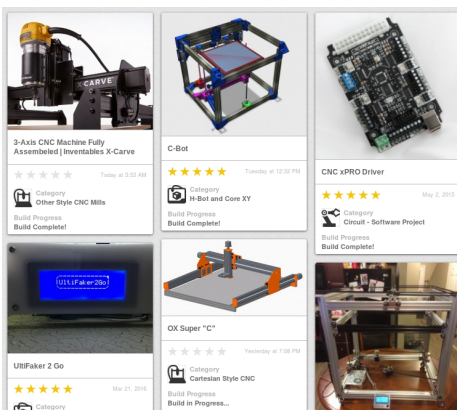 X-CARVE
3-Axis CNC Machine Fully
Assembeled | Inventables X-Carve
Today at 3:53 AM
Category
Other Style CNC Mills
Build Progress
Build Complete!
UltiFaker2Go
UltiFaker 2 Go
Mar 21, 2016
Category
C-Bot
Tuesday at 12:32 PM
Category
H-Bot and Core XY
Build Progress
Build Complete!
OX Super "C"
Yesterday at 7:08 PM
Category
Cartesian Style CNC
Build Progress
Build in Progress...
CNC xPRO Driver
May 2, 2015
Category
Circuit - Software Project
Build Progress
Build Complete!